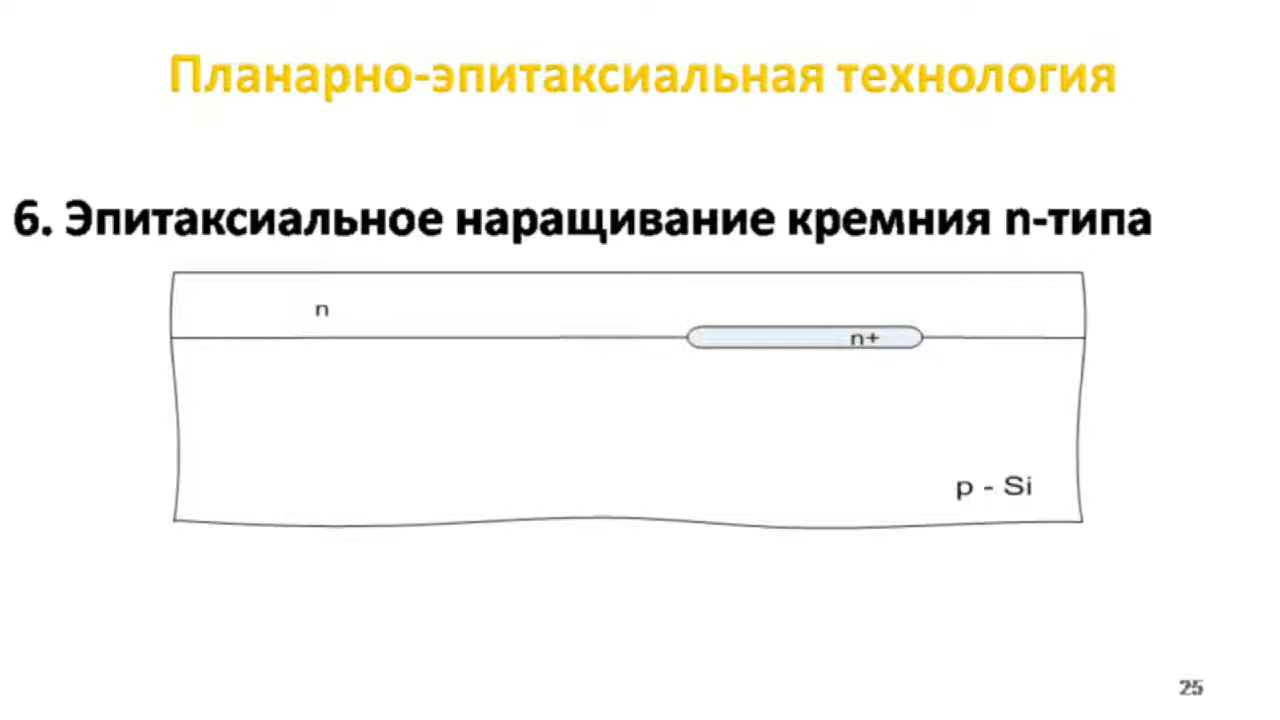 Планарно-эпитаксиальная технология
6. Эпитаксиальное наращивание кремния n-типа
n
n+
p - Si
25